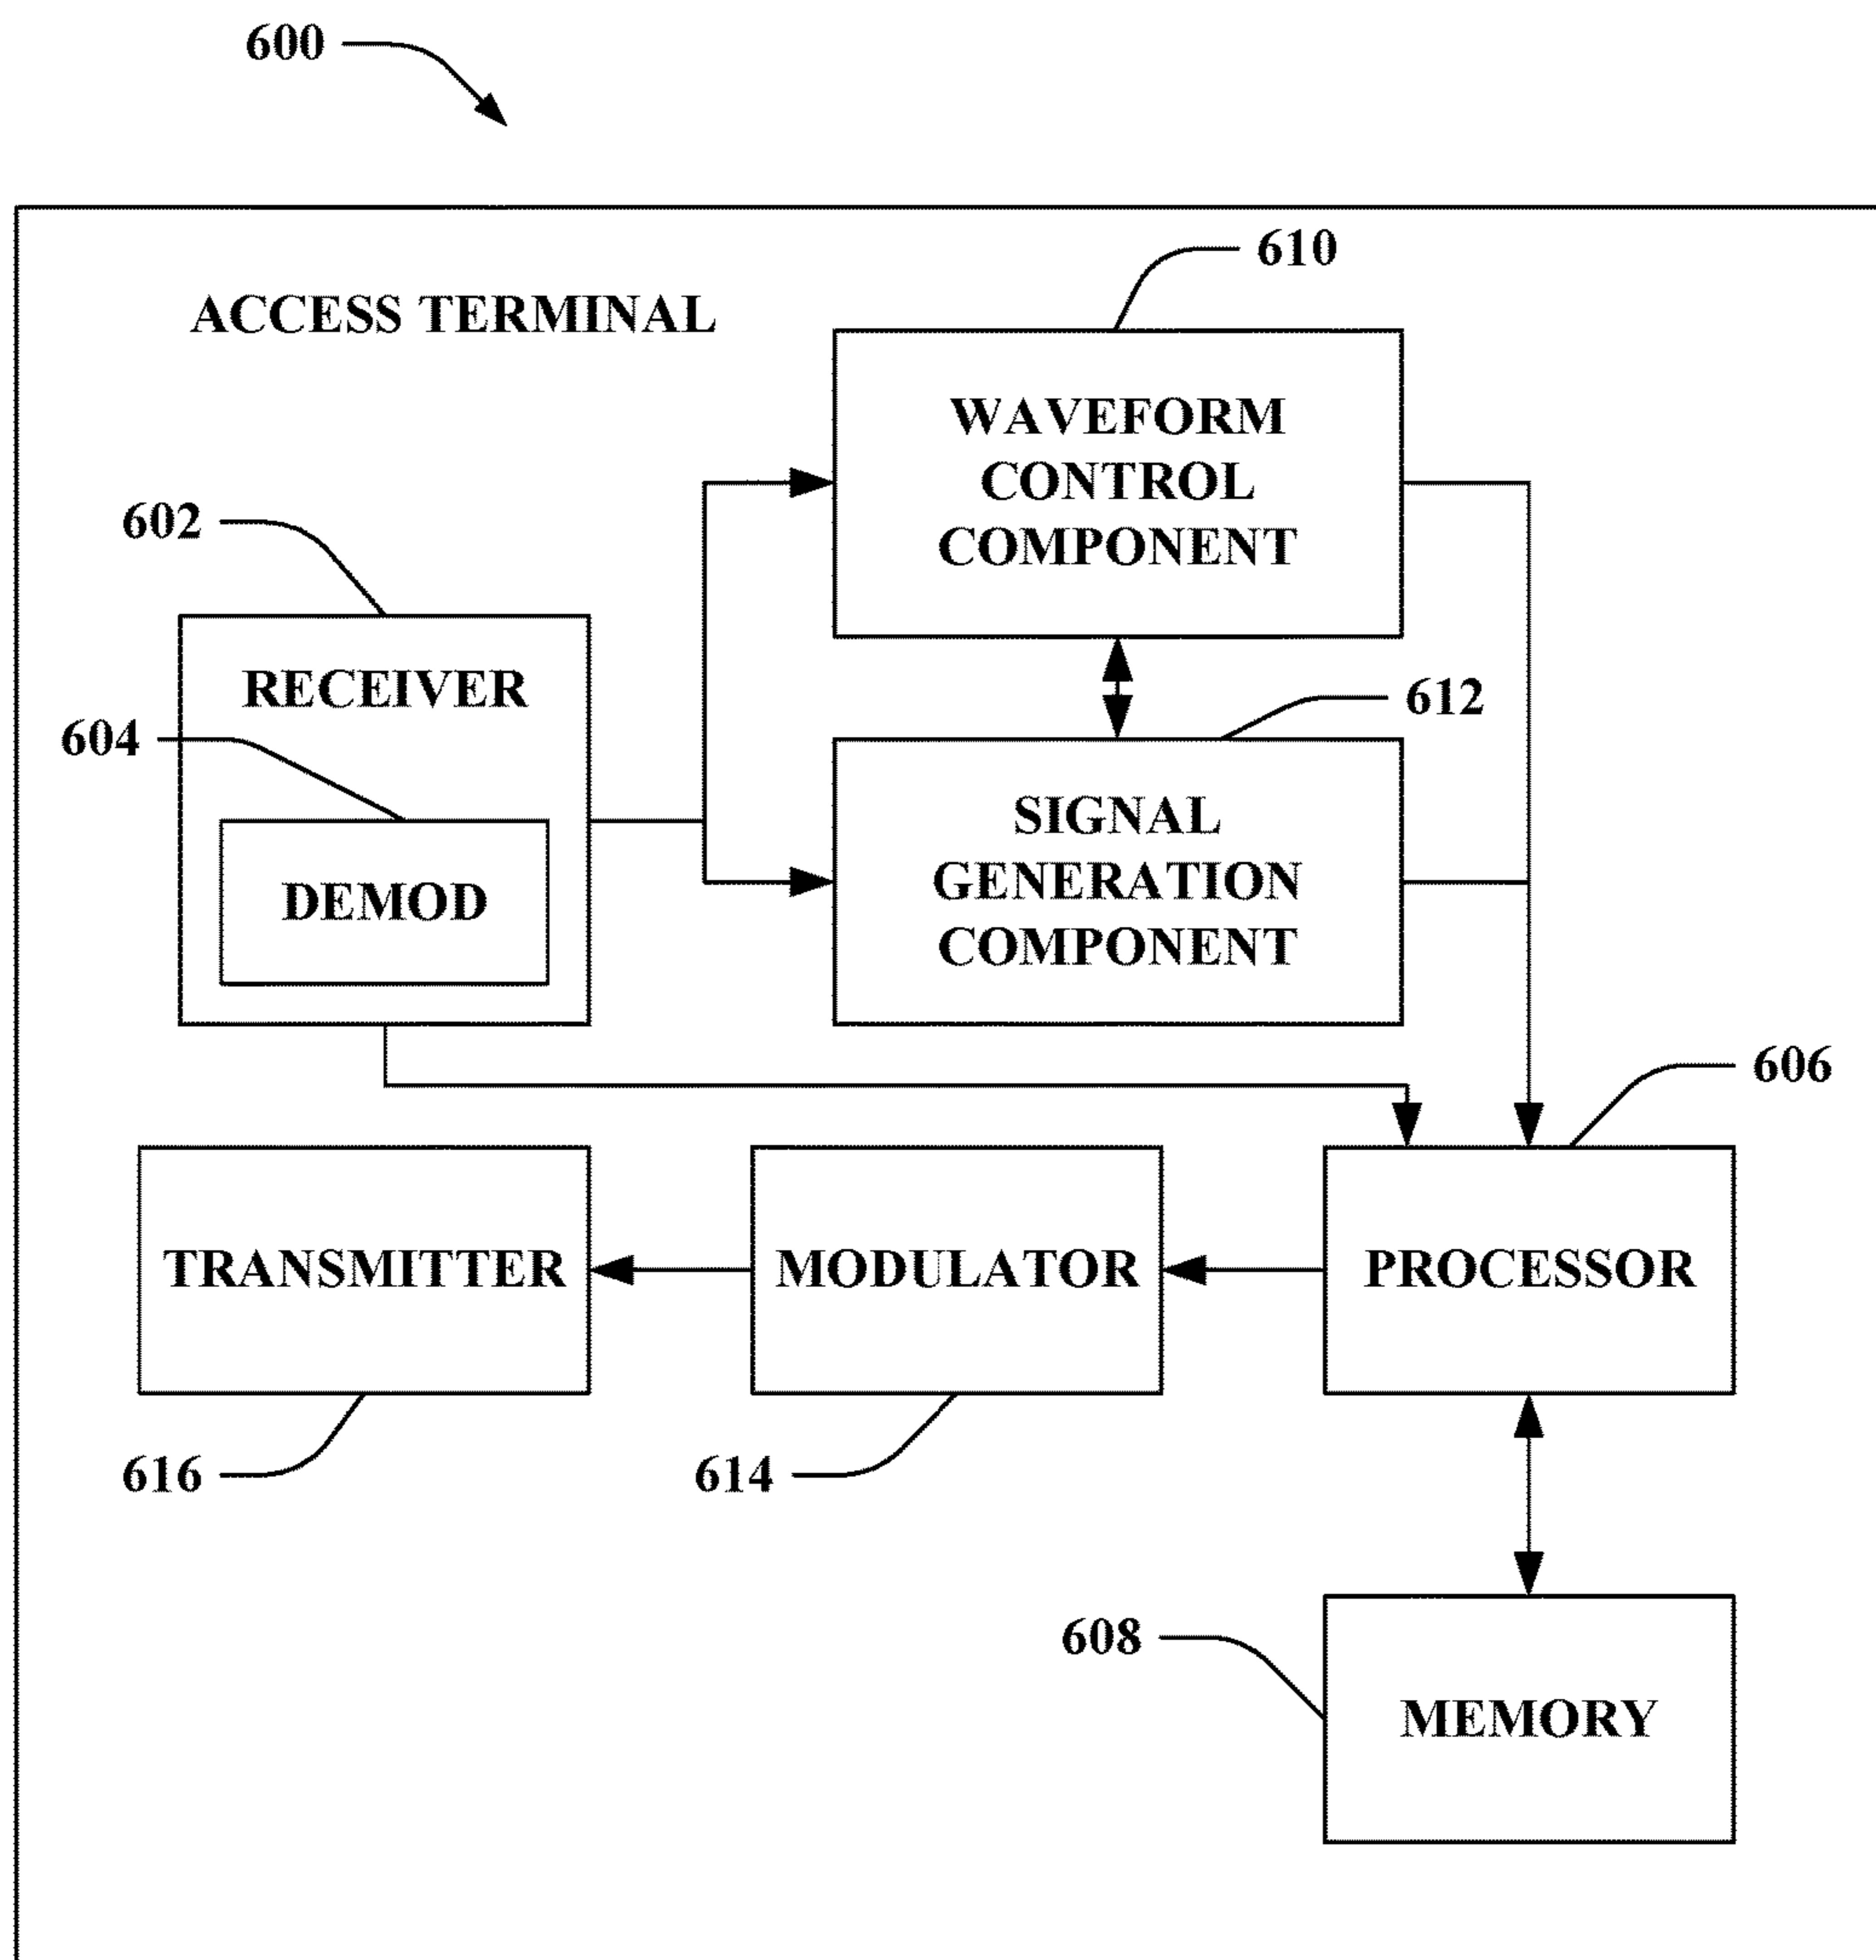 600
610
ACCESS TERMINAL
WAVEFORM
CONTROL
COMPONENT
602
RECEIVER
604
612
DEMOD
SIGNAL
GENERATION
COMPONENT
606
TRANSMITTER
MODULATOR
PROCESSOR
616
614
608
MEMORY